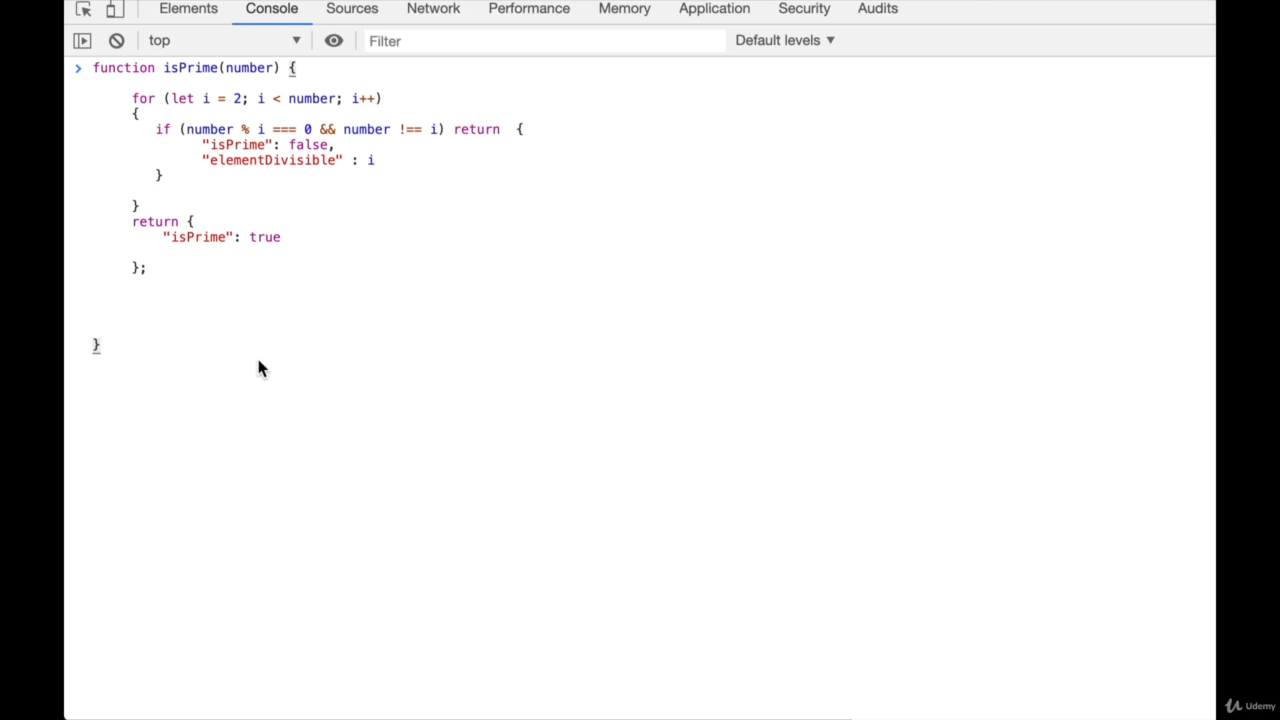 Elements Console Sources Network Performance Memory Application Security Audits
top Filter Default levels
function isPrime(number) {
for (let i = 2; i < number; i++)
{
if (number % i === 0 && number !== i) return {
"isPrime": false,
"elementDivisible" : i
}
}
return {
"isPrime": true
};
}
Udemy